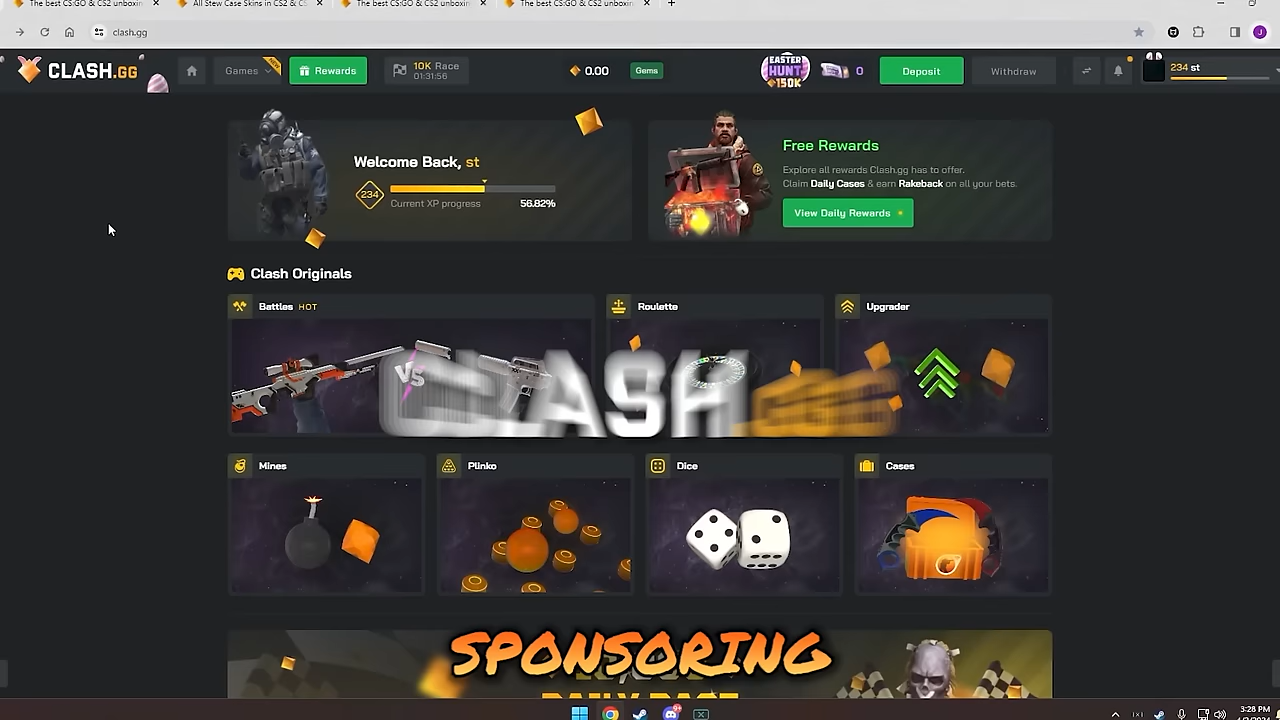 The best CS:GO & CS2 unboxin
All Stew Case Skins in CS2 & CS
The best CS:GO & CS2 unboxin
The best CS:GO & CS2 unboxin
clash.gg
J
CLASH.GG
Games
NEW
Rewards
10K Race
01:31:56
0.00
Gems
EASTER
HUNT
150K
0
Deposit
Withdraw
234 st
Welcome Back, st
234
Current XP progress
56.82%
Free Rewards
Explore all rewards Clash.gg has to offer.
Claim Daily Cases & earn Rakeback on all your bets.
View Daily Rewards
Clash Originals
Battles HOT
Roulette
Upgrader
VS
CLASH
Mines
Plinko
Dice
Cases
SPONSORING
DAILY RACE
3:28 PM